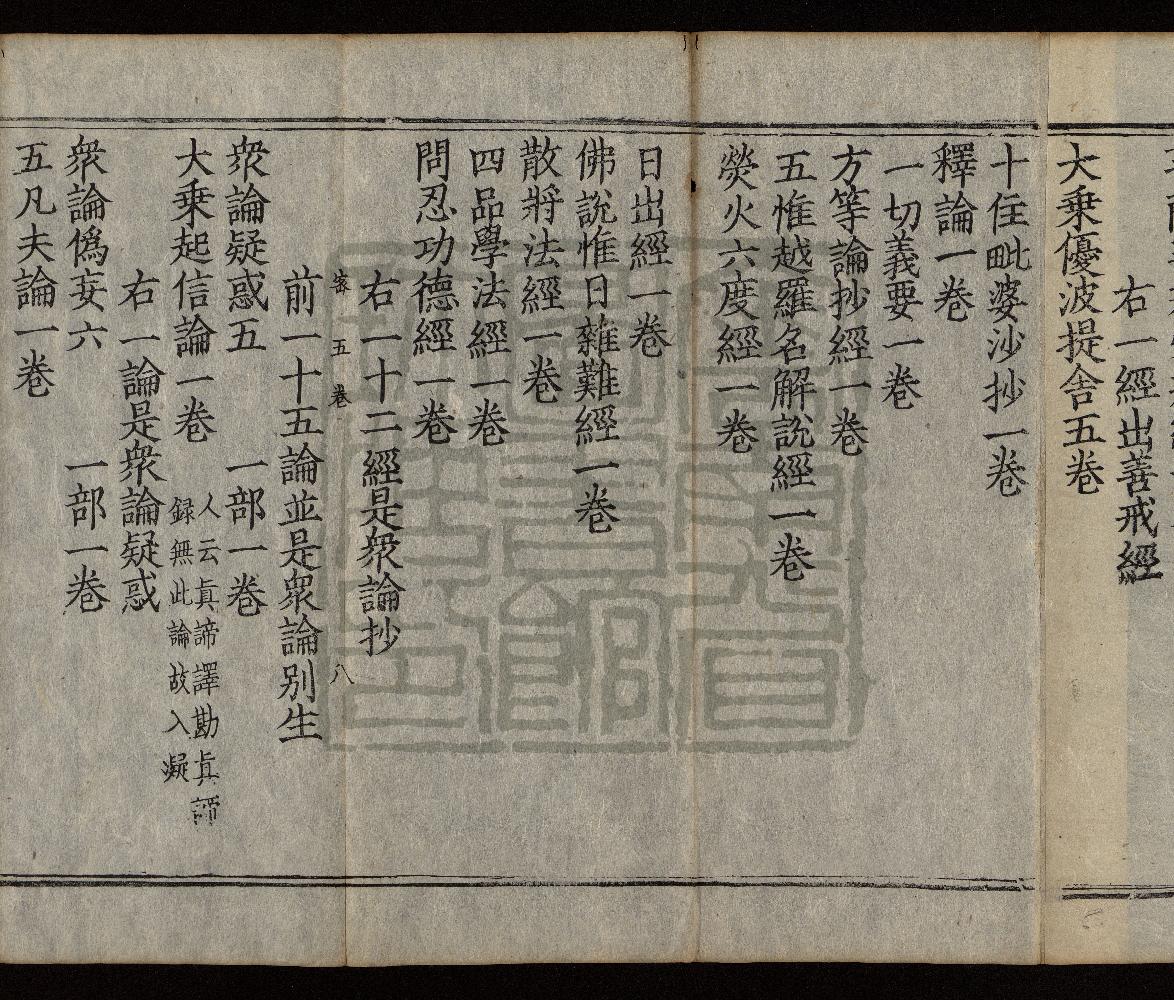 右一經出善戒經
大乘優波提舍五卷
十住毗婆沙抄一卷
釋論一卷
一切義要一卷
方等論抄經一卷
五惟越羅名解說經一卷
熒火六度經一卷
日出經一卷
佛說惟日雜難經一卷
散將法經一卷
四品學法經一卷
問忍功德經一卷
右一十二經是衆論抄
五卷 八
前一十五論並是衆論别生
衆論疑惑五 一部一卷
大乘起信論一卷 人云眞諦譯勘眞諦
録無此論故入疑
右一論是衆論疑惑
衆論僞妄六 一部一卷
五凡夫論一卷